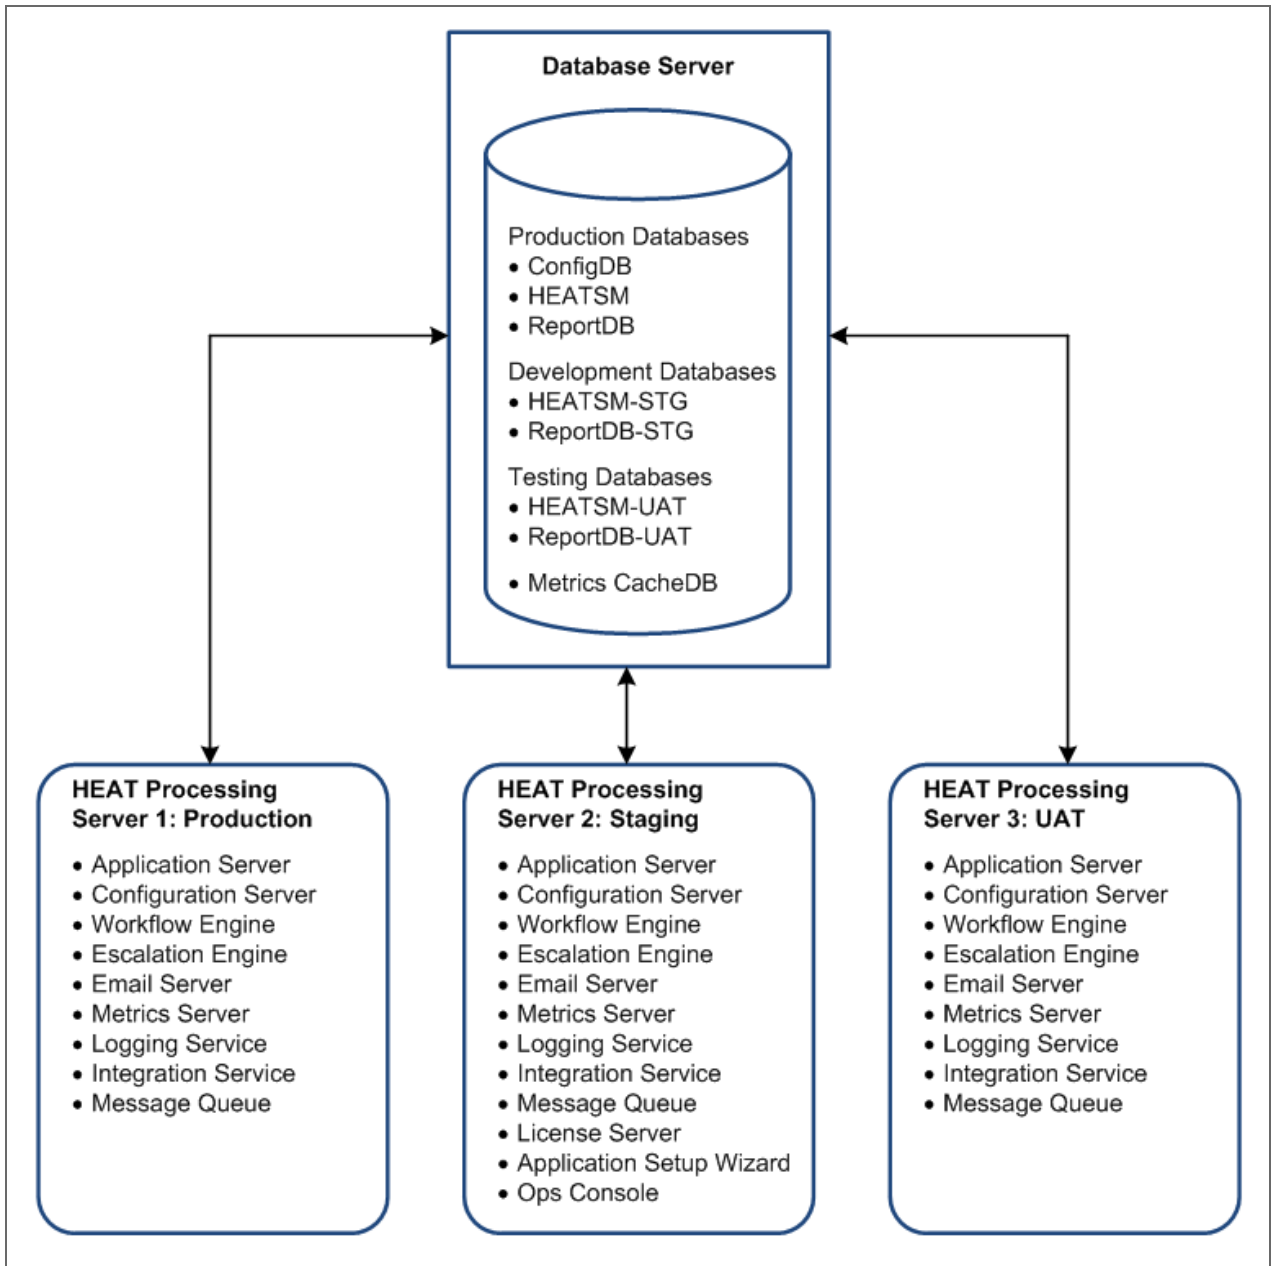 Database Server
Production Databases
• ConfigDB
• HEATSM
• ReportDB
Development Databases
• HEATSM-STG
• ReportDB-STG
Testing Databases
• HEATSM-UAT
• ReportDB-UAT
• Metrics CacheDB
HEAT Processing
Server 1: Production
• Application Server
• Configuration Server
• Workflow Engine
• Escalation Engine
• Email Server
• Metrics Server
• Logging Service
• Integration Service
• Message Queue
HEAT Processing
Server 2: Staging
• Application Server
• Configuration Server
• Workflow Engine
• Escalation Engine
• Email Server
• Metrics Server
• Logging Service
• Integration Service
• Message Queue
• License Server
• Application Setup Wizard
• Ops Console
HEAT Processing
Server 3: UAT
• Application Server
• Configuration Server
• Workflow Engine
• Escalation Engine
• Email Server
• Metrics Server
• Logging Service
• Integration Service
• Message Queue